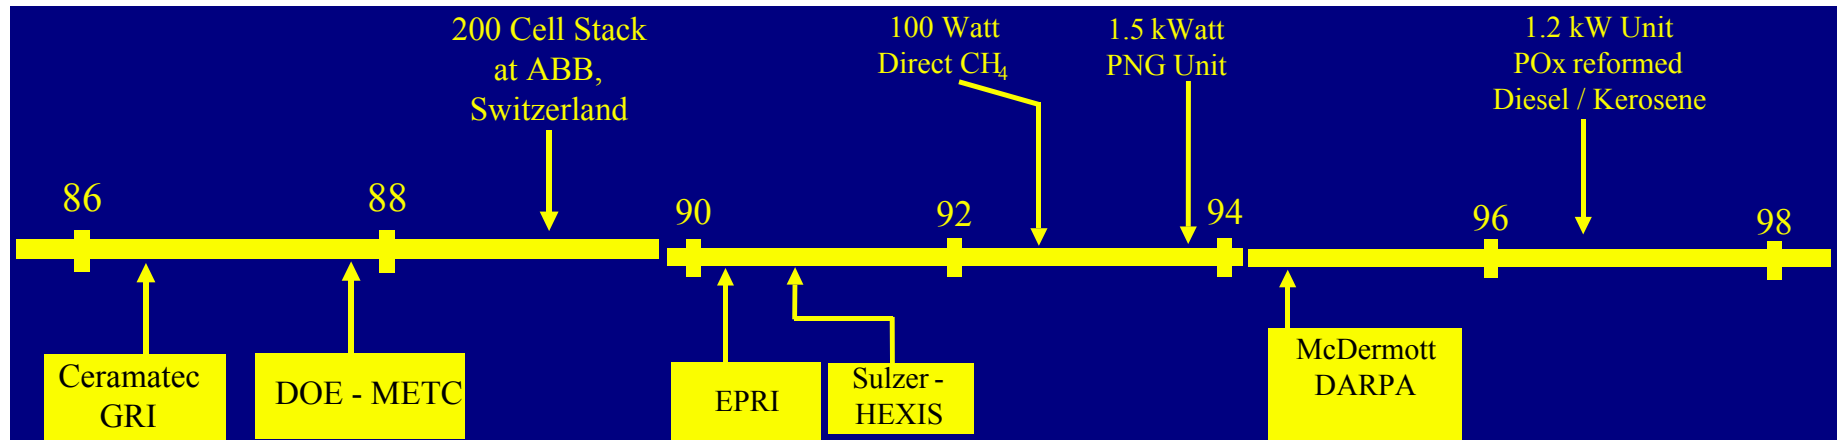 200 Cell Stack
at ABB,
Switzerland
100 Watt
Direct CH₄
1.5 kWatt
PNG Unit
1.2 kW Unit
POx reformed
Diesel / Kerosene
86
88
90
92
94
96
98
Ceramatec
GRI
DOE - METC
EPRI
Sulzer -
HEXIS
McDermott
DARPA